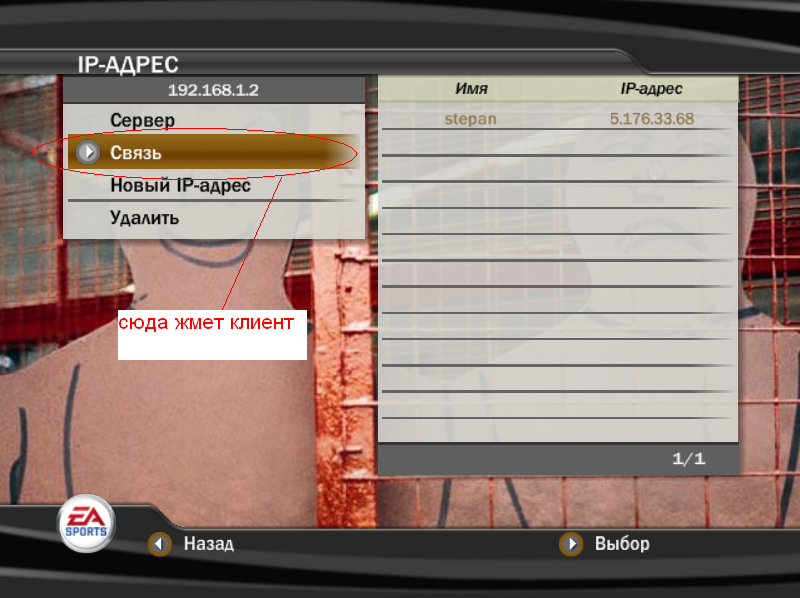 IP-АДРЕС
192.168.1.2
Сервер
Связь
Новый IP-адрес
Удалить
сюда жмет клиент
Имя IP-адрес
stepan 5.176.33.68
1/1
EA
SPORTS
Назад
Выбор